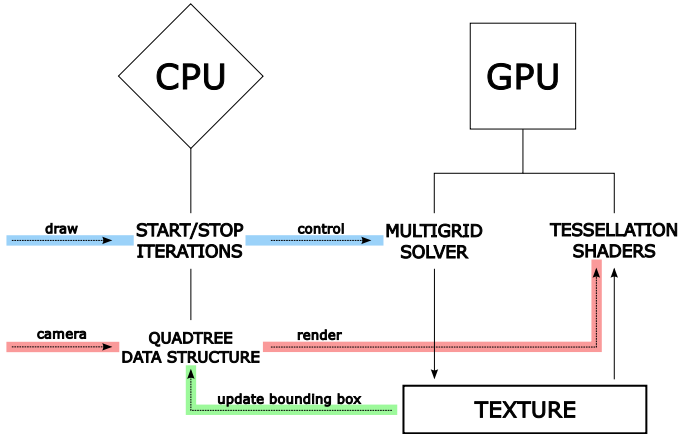 CPU
GPU
draw
START/STOP
ITERATIONS
control
MULTIGRID
SOLVER
TESSELLATION
SHADERS
camera
QUADTREE
DATA STRUCTURE
render
update bounding box
TEXTURE